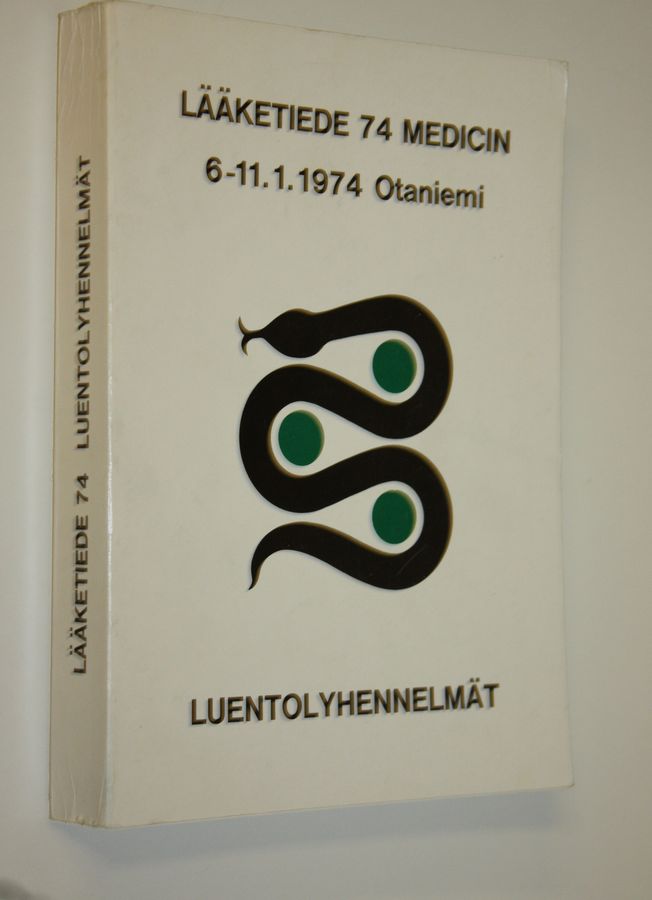 LÄÄKETIEDE 74 MEDICIN
6-11.1.1974 Otaniemi
LUENTOLYHENNELMÄT
LÄÄKETIEDE 74 LUENTOLYHENNELMÄT